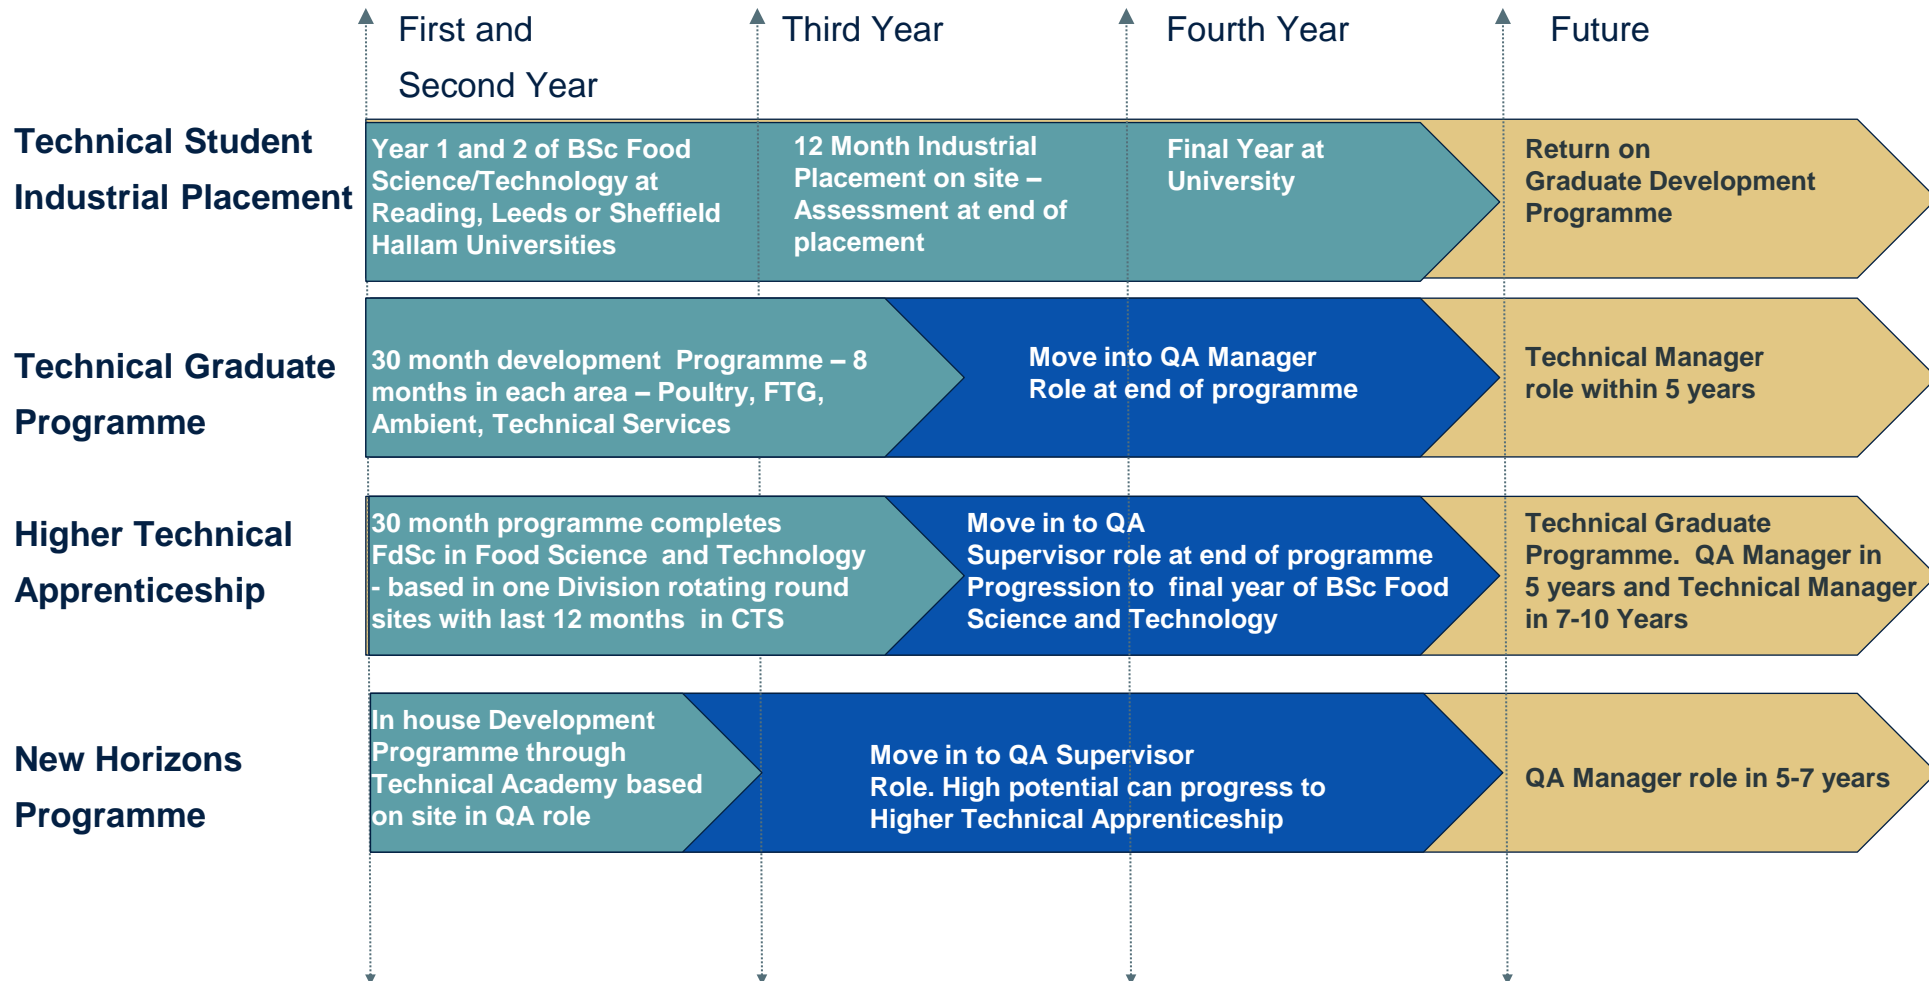 First and
Second Year
Third Year
Fourth Year
Future
Technical Student
Industrial Placement
Year 1 and 2 of BSc Food
Science/Technology at
Reading, Leeds or Sheffield
Hallam Universities
12 Month Industrial
Placement on site –
Assessment at end of
placement
Final Year at
University
Return on
Graduate Development
Programme
Technical Graduate
Programme
30 month development  Programme – 8
months in each area – Poultry, FTG,
Ambient, Technical Services
Move into QA Manager
Role at end of programme
Technical Manager
role within 5 years
Higher Technical
Apprenticeship
30 month programme completes
FdSc in Food Science  and Technology
- based in one Division rotating round
sites with last 12 months  in CTS
Move in to QA
Supervisor role at end of programme
Progression to  final year of BSc Food
Science and Technology
Technical Graduate
Programme.  QA Manager in
5 years and Technical Manager
in 7-10 Years
New Horizons
Programme
In house Development
Programme through
Technical Academy based
on site in QA role
Move in to QA Supervisor
Role. High potential can progress to
Higher Technical Apprenticeship
QA Manager role in 5-7 years